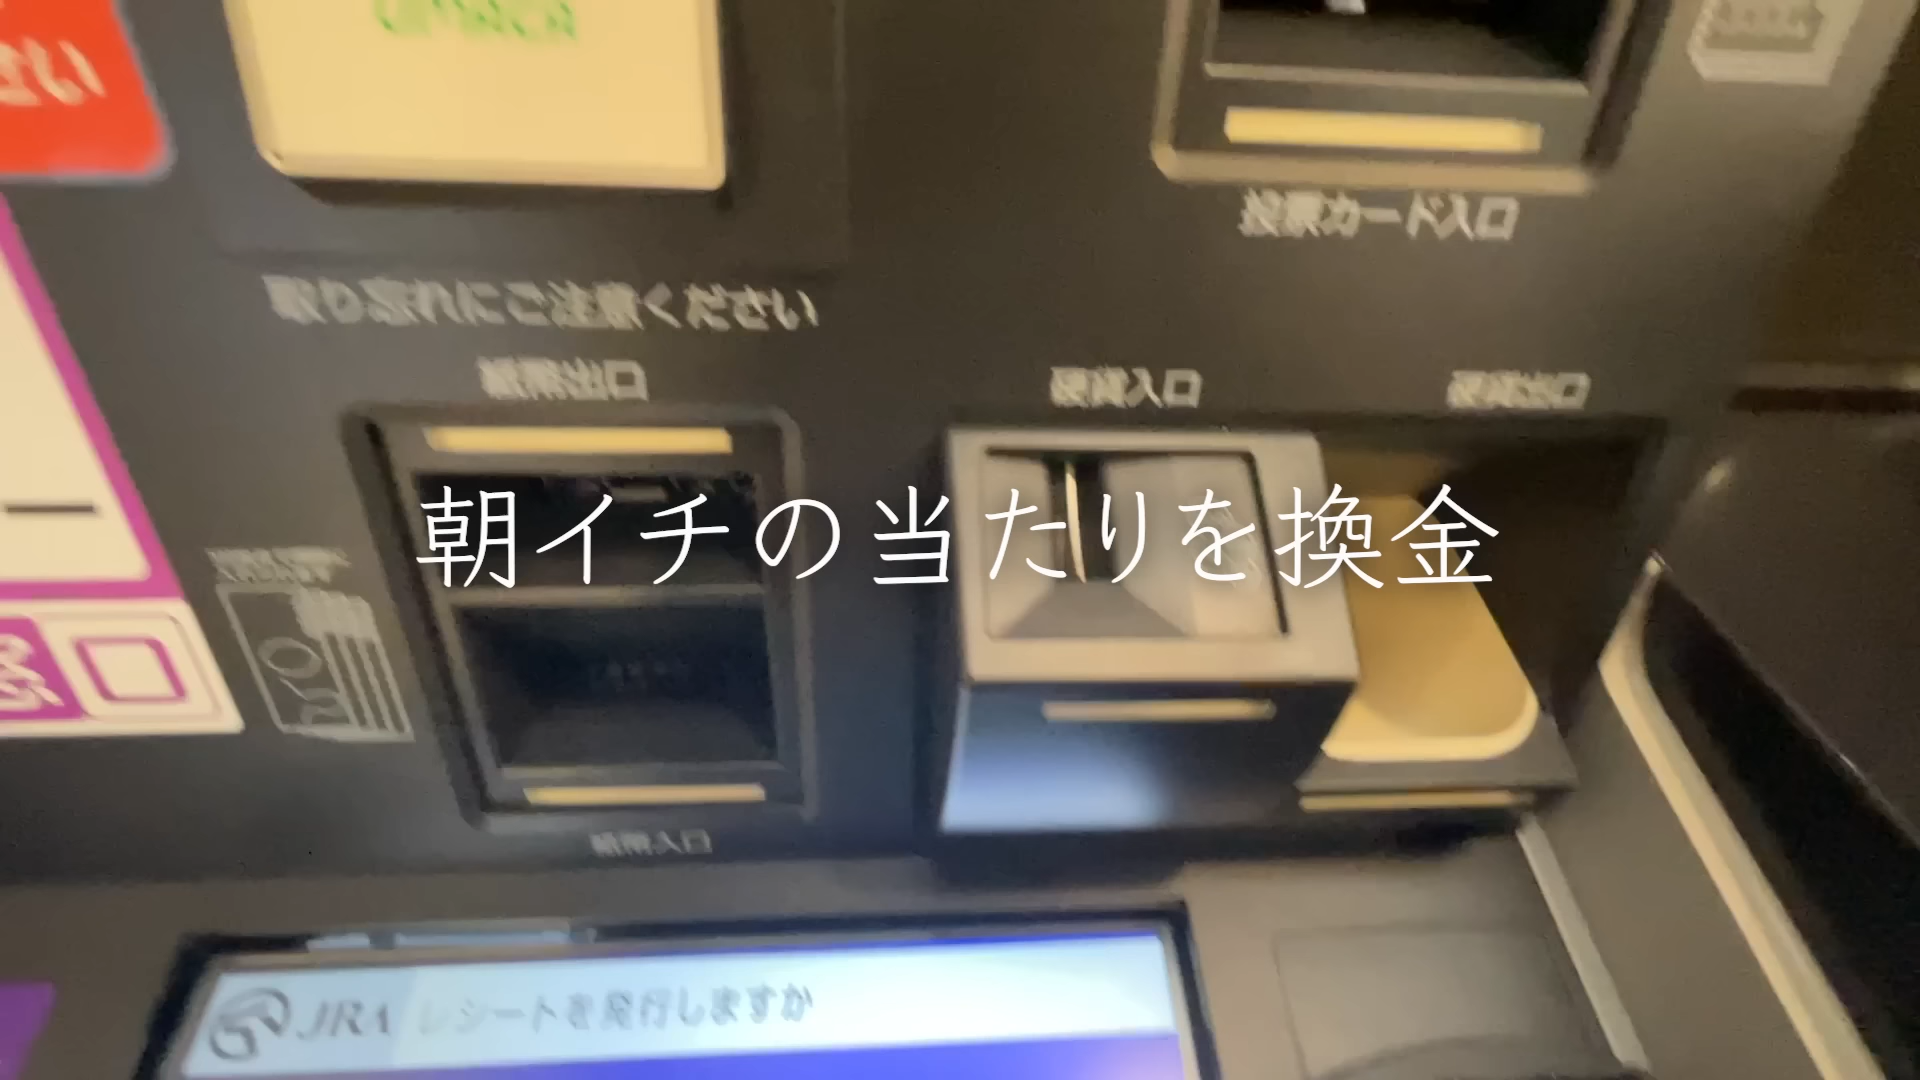 UMACA
さい
投票カード入口
取り忘れにご注意ください
紙幣出口
硬貨入口
硬貨出口
朝イチの当たりを換金
紙幣入口
JRA レシートを発行しますか